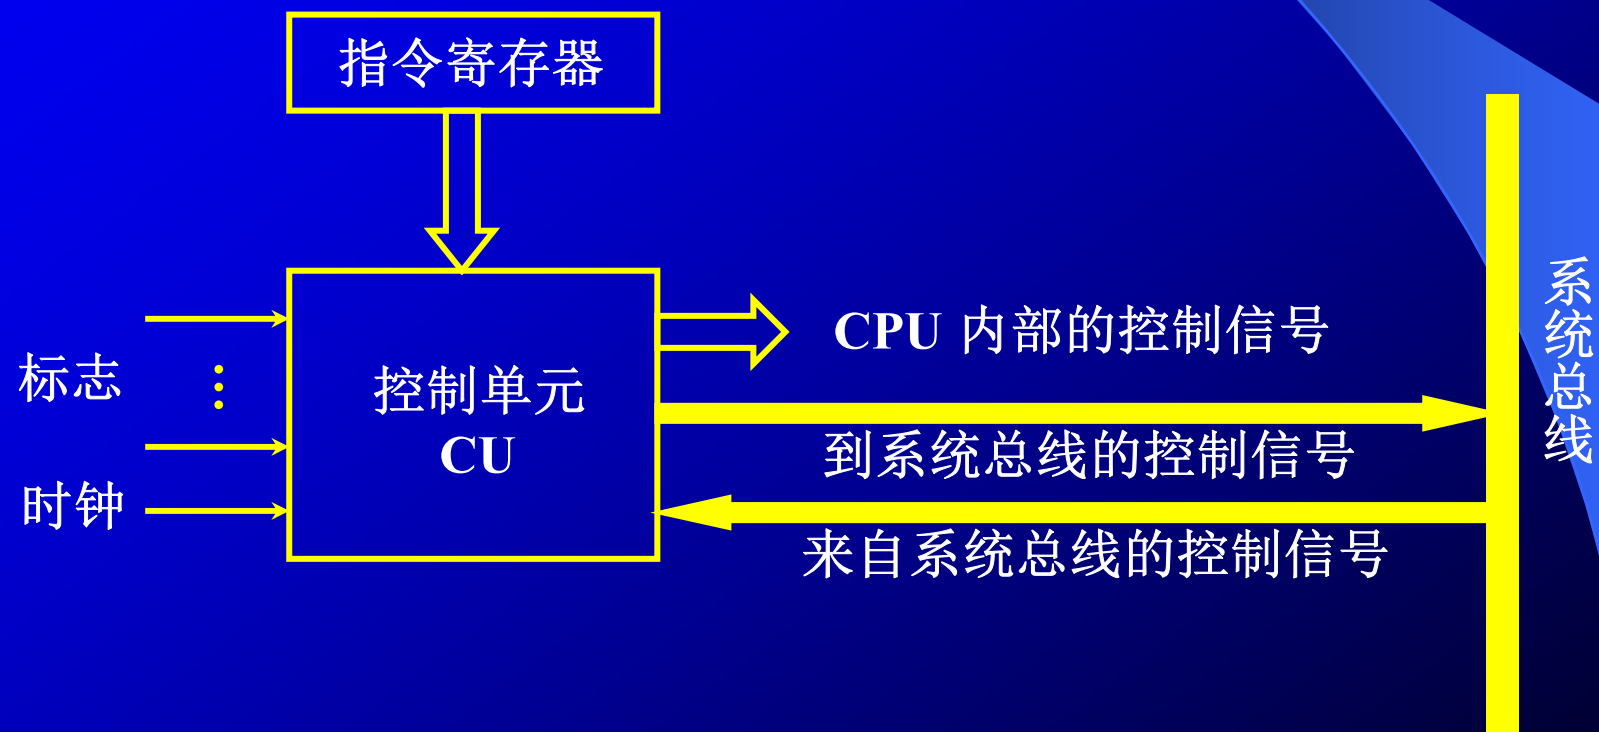 指令寄存器
CPU 内部的控制信号
标志
控制单元
CU
到系统总线的控制信号
时钟
来自系统总线的控制信号
系统总线